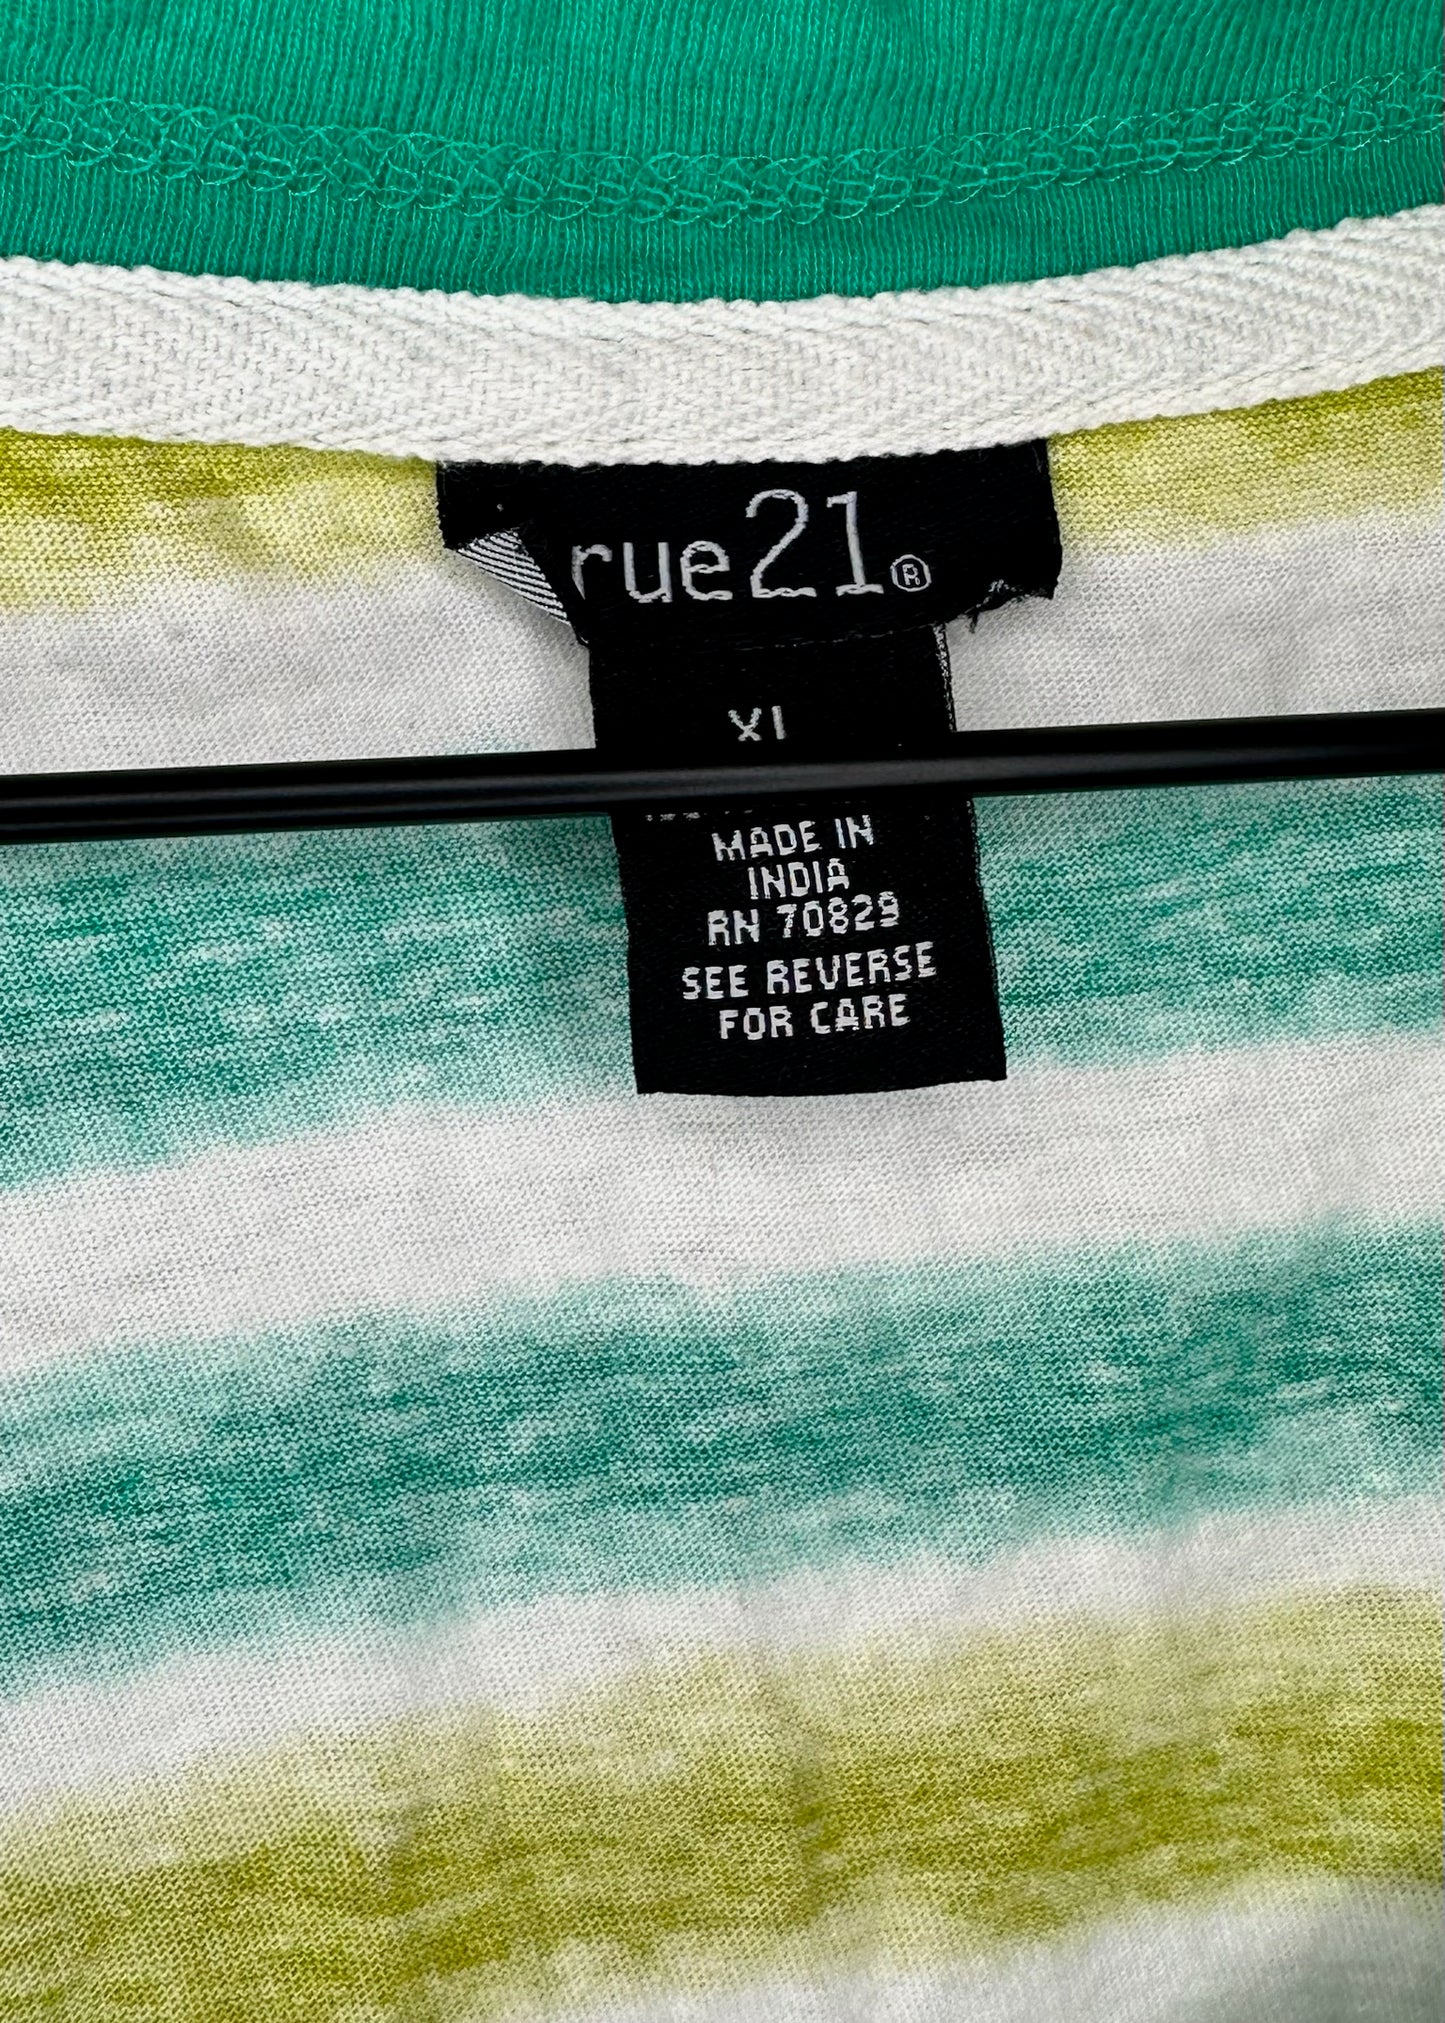 rue21®
XL
MADE IN
INDIA
RN 70829
SEE REVERSE
FOR CARE